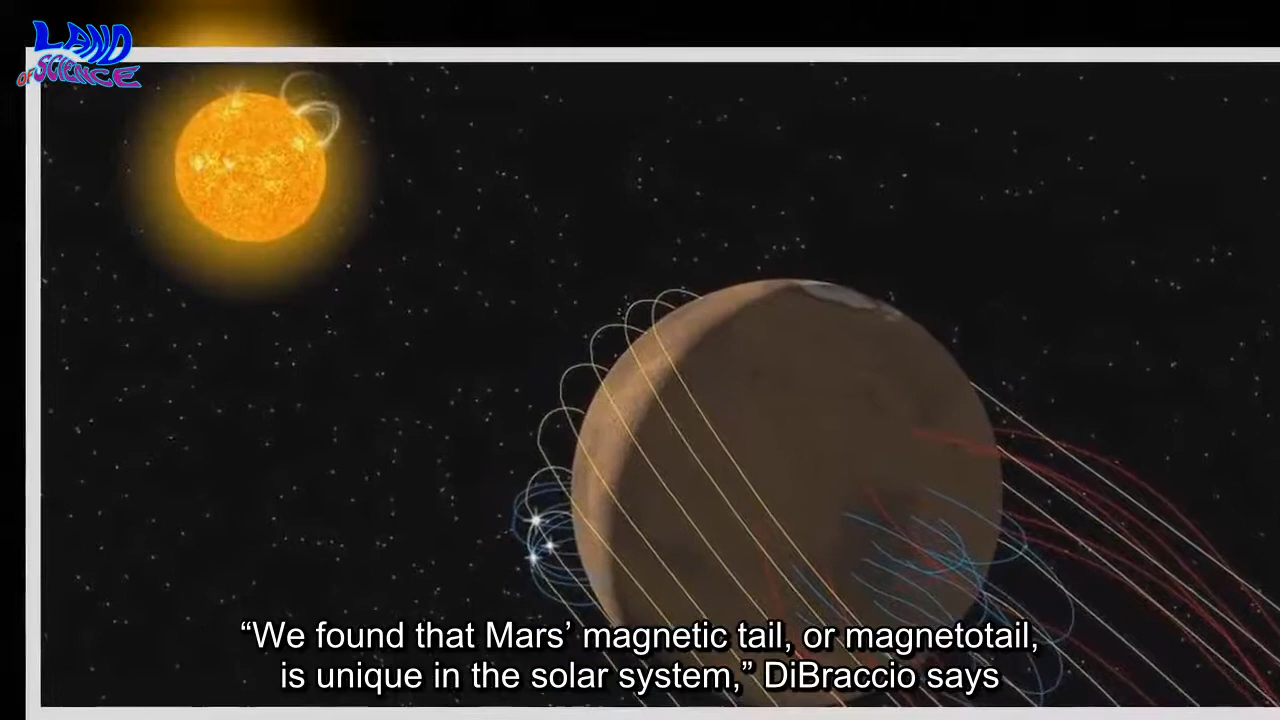 LAND
OF SCIENCE
“We found that Mars’ magnetic tail, or magnetotail,
is unique in the solar system,” DiBraccio says